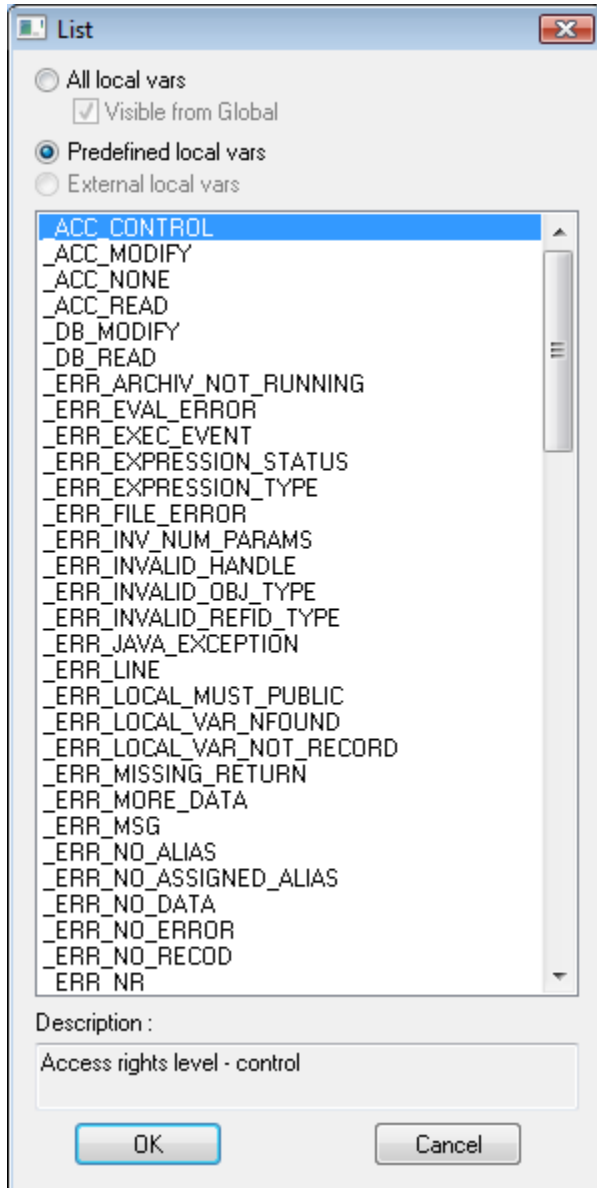 List
All local vars
Visible from Global
Predefined local vars
External local vars
_ACC_CONTROL
_ACC_MODIFY
_ACC_NONE
_ACC_READ
_DB_MODIFY
_DB_READ
_ERR_ARCHIV_NOT_RUNNING
_ERR_EVAL_ERROR
_ERR_EXEC_EVENT
_ERR_EXPRESSION_STATUS
_ERR_EXPRESSION_TYPE
_ERR_FILE_ERROR
_ERR_INV_NUM_PARAMS
_ERR_INVALID_HANDLE
_ERR_INVALID_OBJ_TYPE
_ERR_INVALID_REFID_TYPE
_ERR_JAVA_EXCEPTION
_ERR_LINE
_ERR_LOCAL_MUST_PUBLIC
_ERR_LOCAL_VAR_NFOUND
_ERR_LOCAL_VAR_NOT_RECORD
_ERR_MISSING_RETURN
_ERR_MORE_DATA
_ERR_MSG
_ERR_NO_ALIAS
_ERR_NO_ASSIGNED_ALIAS
_ERR_NO_DATA
_ERR_NO_ERROR
_ERR_NO_RECOD
_ERR_NR
Description :
Access rights level - control
OK Cancel